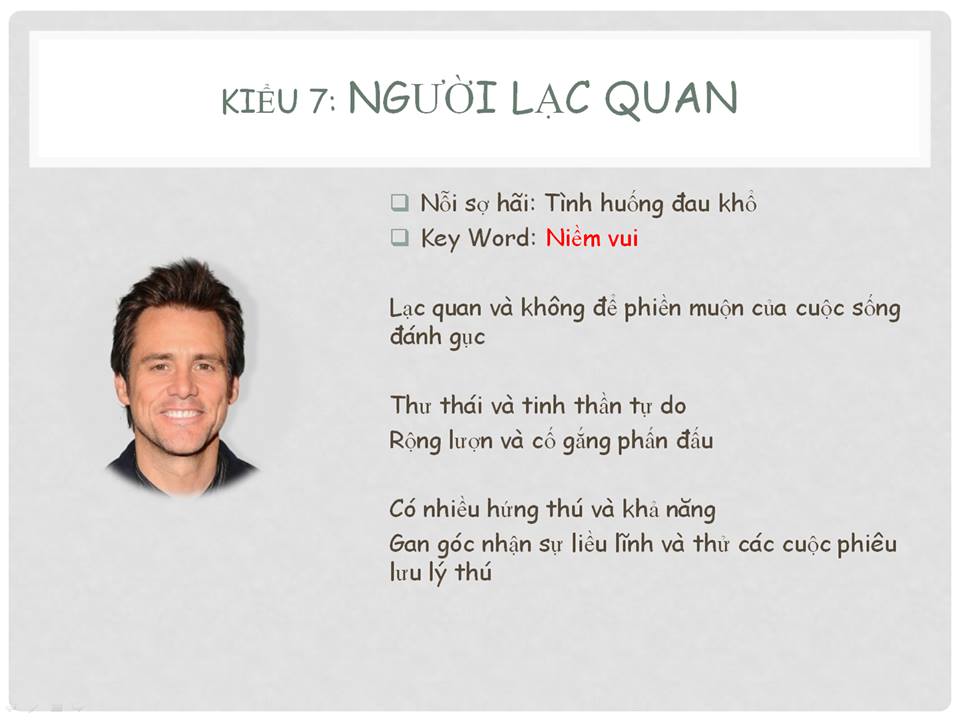 KIỂU 7: NGƯỜI LẠC QUAN
Nỗi sợ hãi: Tình huống đau khổ
Key Word: Niềm vui
Lạc quan và không để phiền muộn của cuộc sống
đánh gục
Thư thái và tinh thần tự do
Rộng lượn và cố gắng phấn đấu
Có nhiều hứng thú và khả năng
Gan góc nhận sự liều lĩnh và thử các cuộc phiêu
lưu lý thú